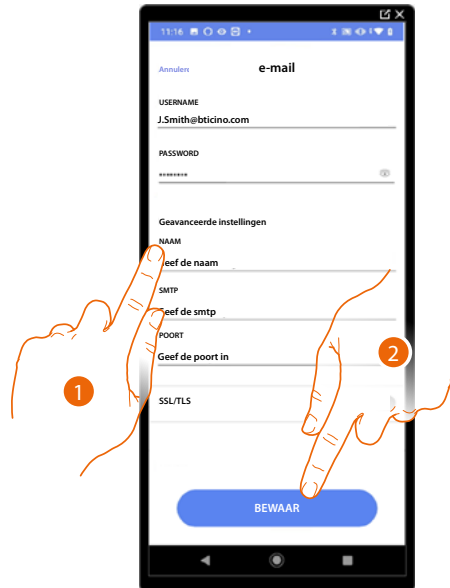 11:16
Annuleren e-mail
USERNAME
J.Smith@bticino.com
PASSWORD
********
Geavanceerde instellingen
NAAM
eef de naam
SMTP
eef de smtp
POORT
Geef de poort in
SSL/TLS
BEWAAR
1
2